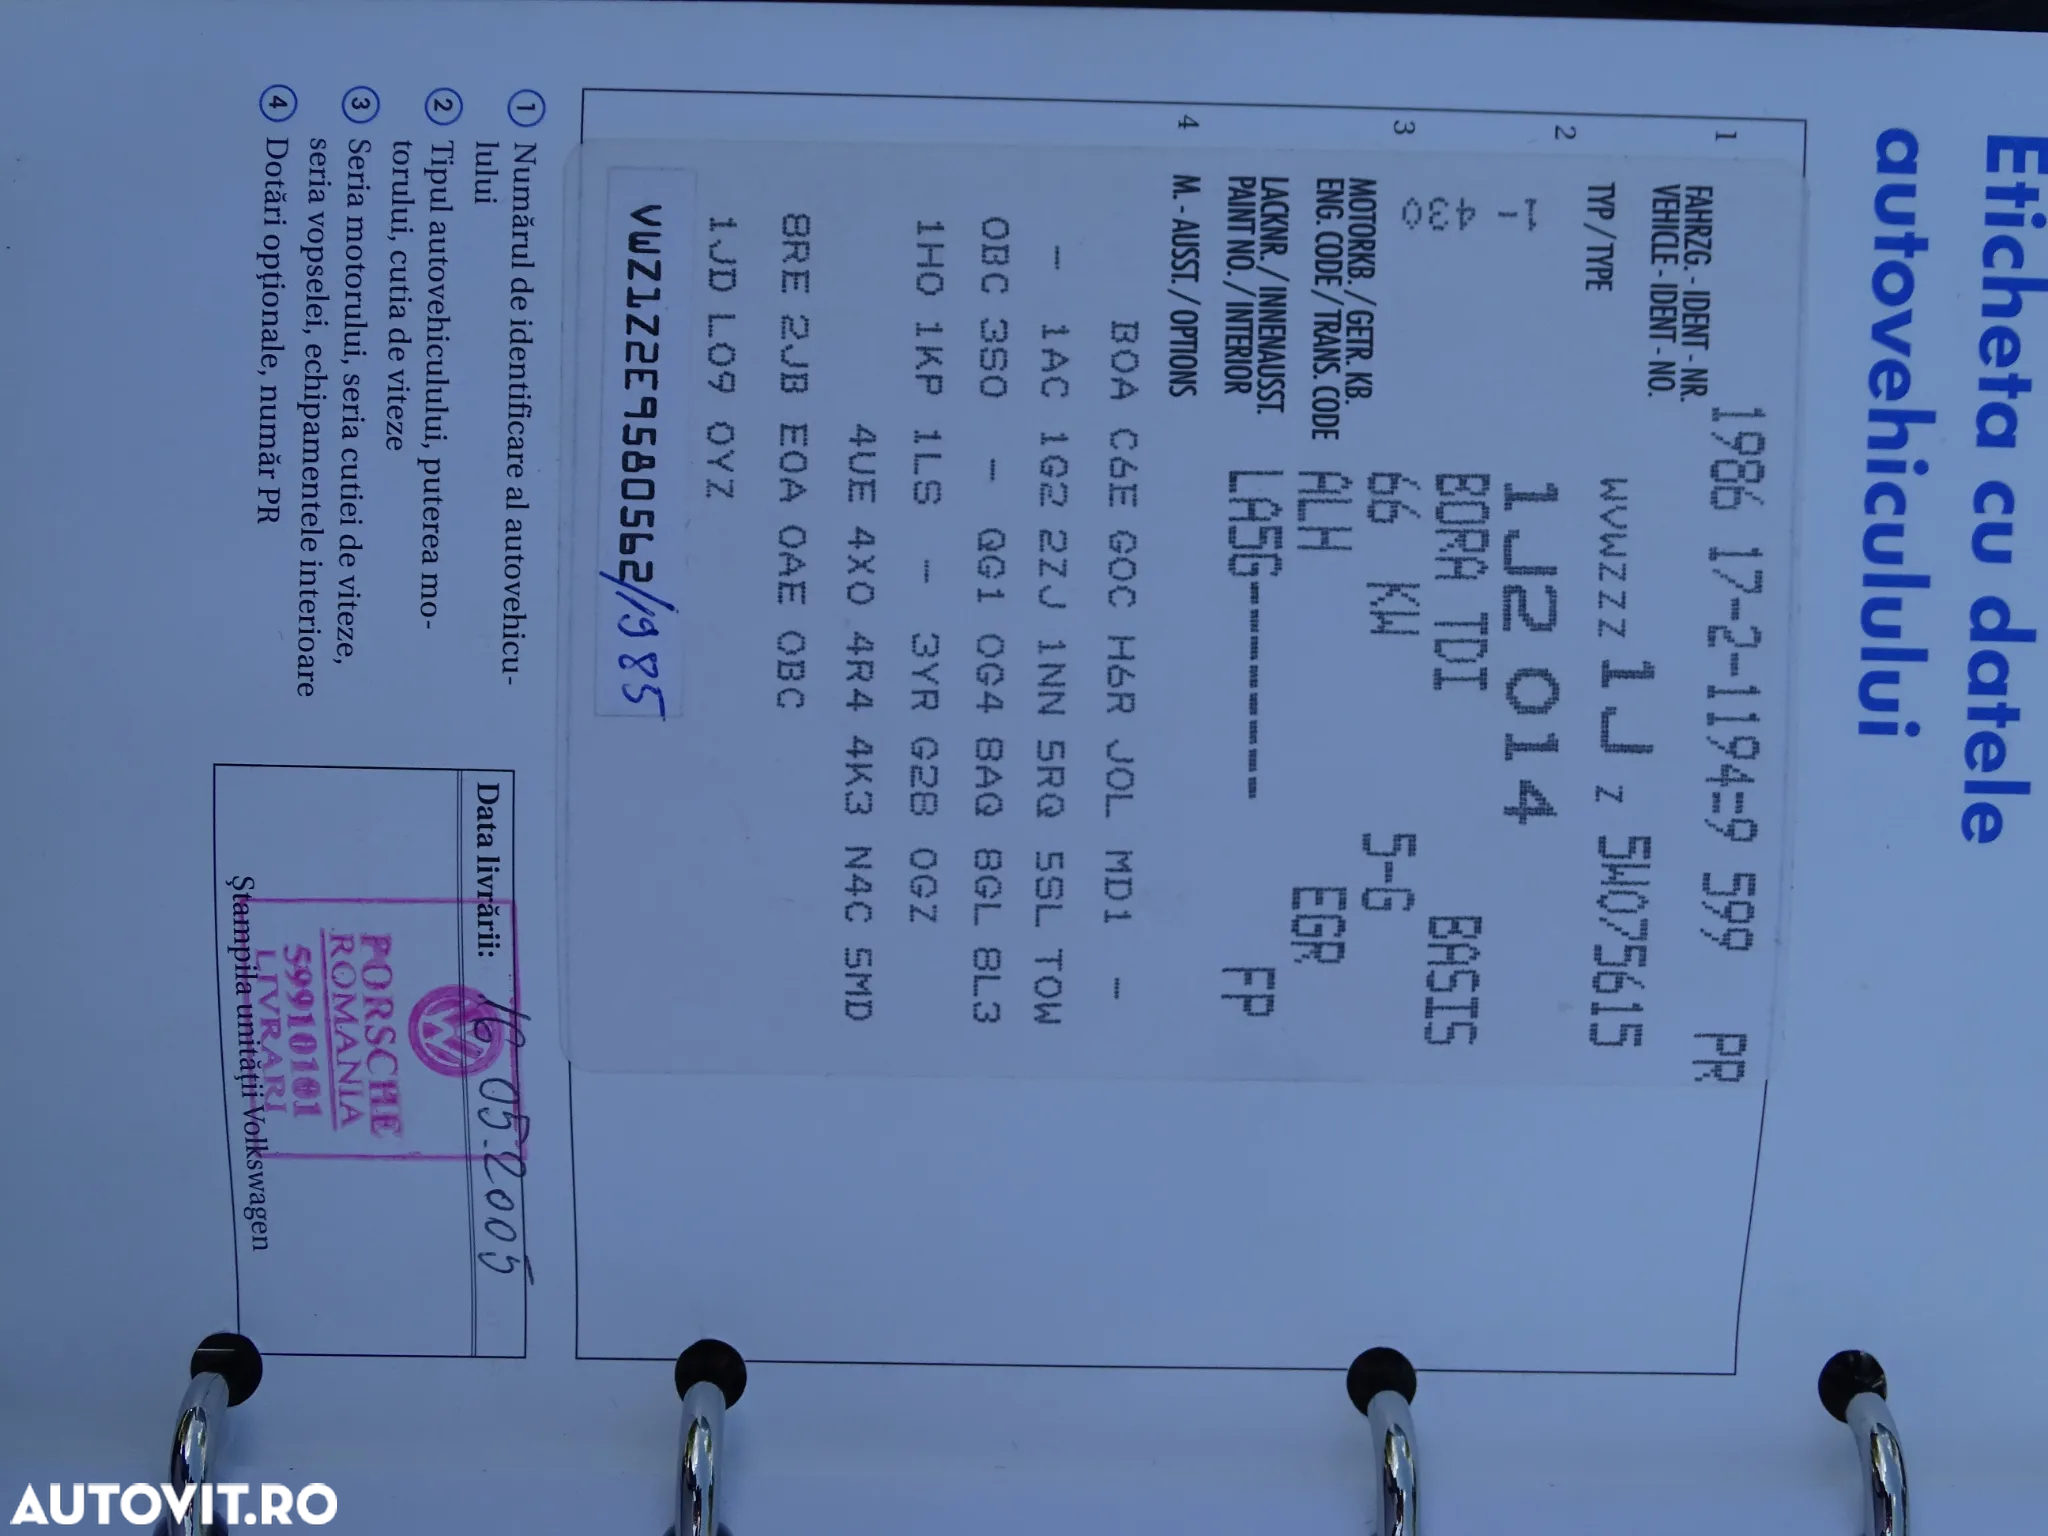 Eticheta cu datele
autovehiculului
1986 17-2-1194-9 599 PR
1 FAHRZG. - IDENT - NR.
VEHICLE - IDENT - NO.
WVWZZZ 1J Z 5W075615
2 TYP / TYPE
1J2 014
BORA TDI BASIS
66 KW 5-G
3 MOTORKB. / GETR. KB.
ENG. CODE / TRANS. CODE
ALH EGR
LACKNR. / INNENAUSST.
PAINT NO. / INTERIOR
LA5G---------- FP
4 M. - AUSST. / OPTIONS
B0A C6E G0C H6R J0L MD1 -
- 1AC 1G2 2ZJ 1NN 5RQ 5SL T0W
0BC 3S0 - QG1 0G4 8AQ 8GL 8L3
1H0 1KP 1LS - 3YR G28 0GZ
4UE 4X0 4R4 4K3 N4C 5MD
8RE 2JB E0A 0AE 0BC
1JD L09 0YZ
VWZ1Z2E9580562/1985
1 Numărul de identificare al autovehicu-
lului
2 Tipul autovehiculului, puterea mo-
torului, cutia de viteze
3 Seria motorului, seria cutiei de viteze,
seria vopselei, echipamentele interioare
4 Dotări opționale, număr PR
Data livrării: 16.05.2005
PORSCHE
ROMANIA
59910101
LIVRARI
Ștampila unității Volkswagen
AUTOVIT.RO